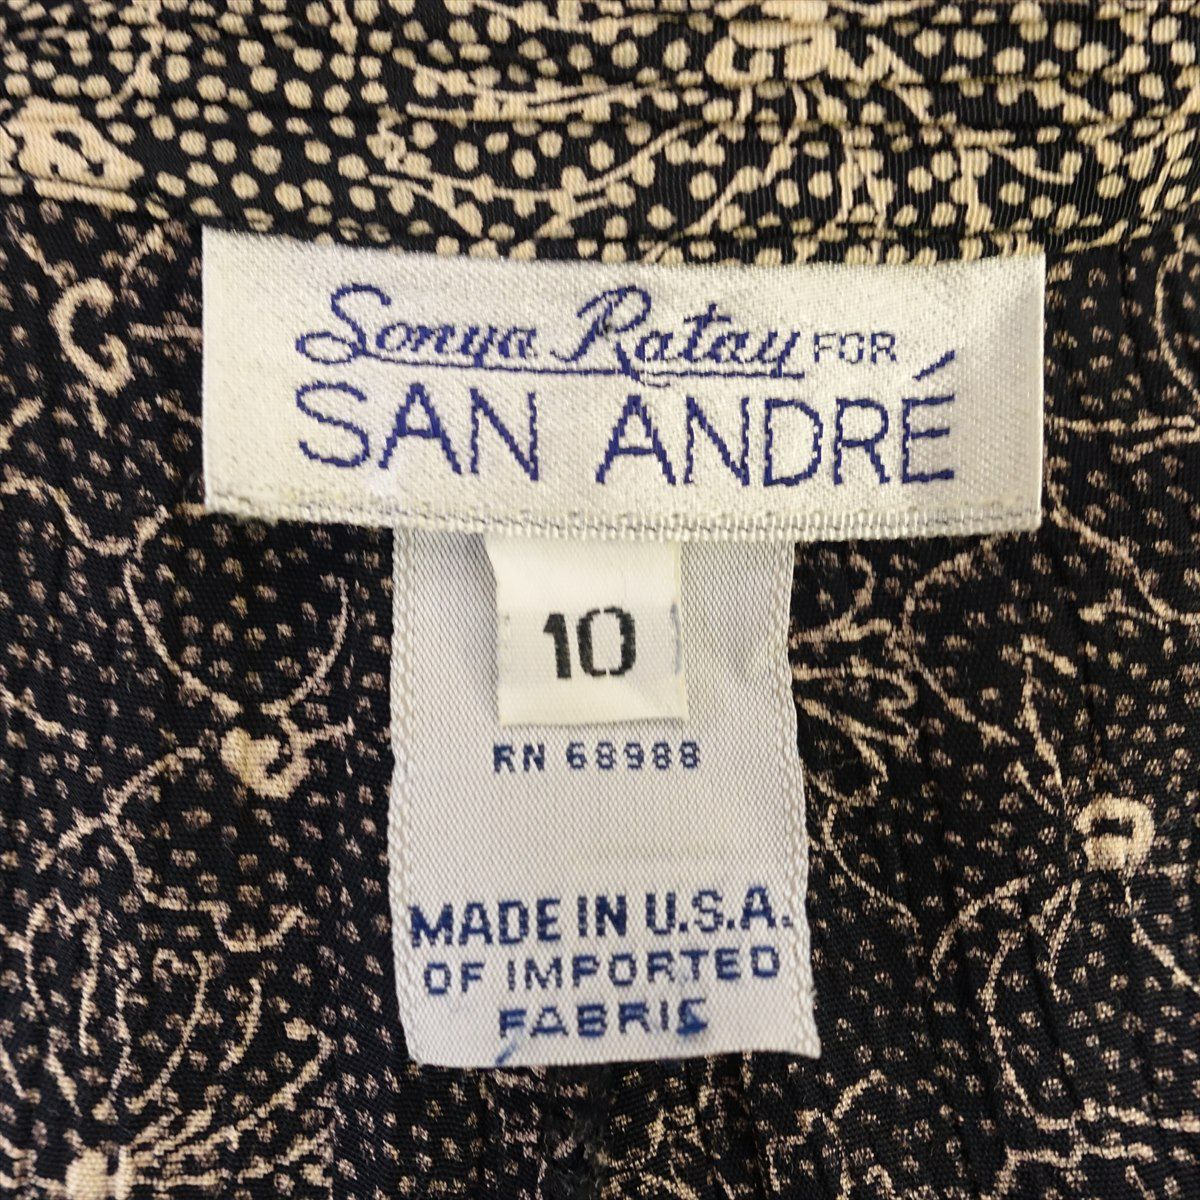 Sonya Ratay FOR
SAN ANDRÉ
10
RN 68988
MADE IN U.S.A.
OF IMPORTED
FABRIC